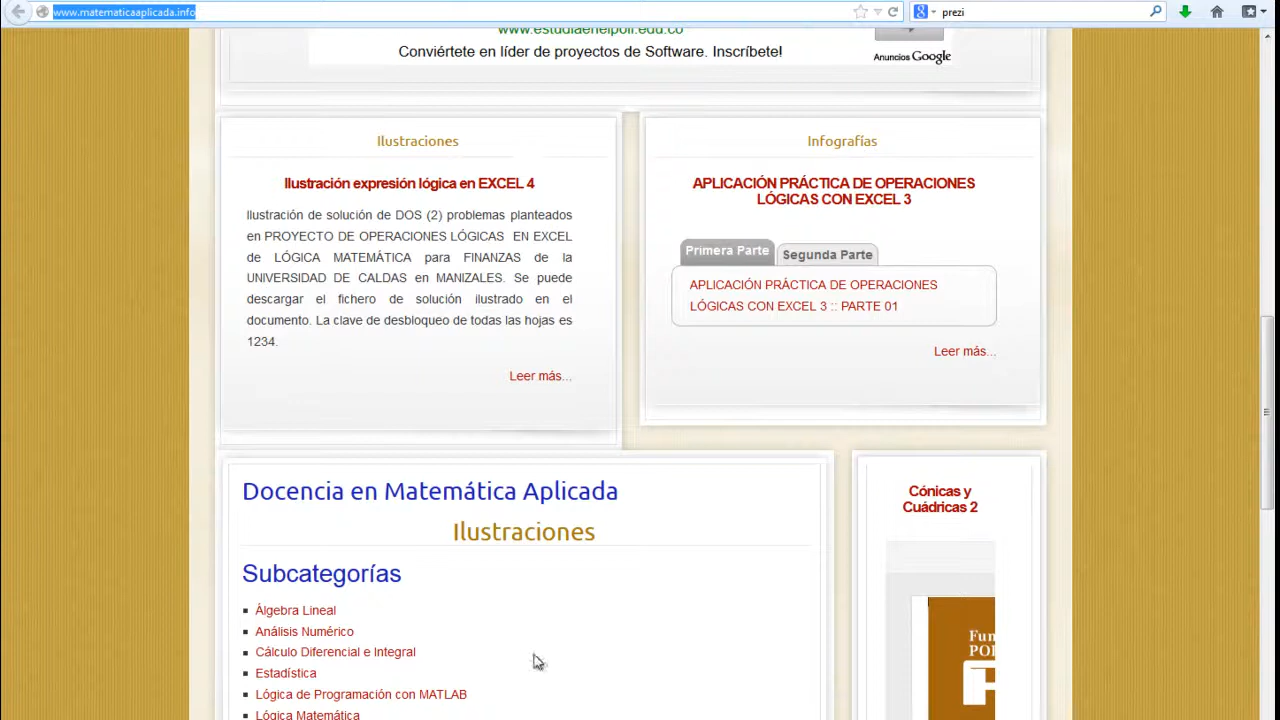 www.matematicaaplicada.info
prezi
www.estudiaenelpoli.edu.co
Conviértete en líder de proyectos de Software. Inscríbete!
Anuncios Google
Ilustraciones
Ilustración expresión lógica en EXCEL 4
Ilustración de solución de DOS (2) problemas planteados
en PROYECTO DE OPERACIONES LÓGICAS EN EXCEL
de LÓGICA MATEMÁTICA para FINANZAS de la
UNIVERSIDAD DE CALDAS en MANIZALES. Se puede
descargar el fichero de solución ilustrado en el
documento. La clave de desbloqueo de todas las hojas es
1234.
Leer más...
Infografías
APLICACIÓN PRÁCTICA DE OPERACIONES
LÓGICAS CON EXCEL 3
Primera Parte
Segunda Parte
APLICACIÓN PRÁCTICA DE OPERACIONES
LÓGICAS CON EXCEL 3 :: PARTE 01
Leer más...
Docencia en Matemática Aplicada
Ilustraciones
Subcategorías
Álgebra Lineal
Análisis Numérico
Cálculo Diferencial e Integral
Estadística
Lógica de Programación con MATLAB
Lógica Matemática
Cónicas y
Cuádricas 2